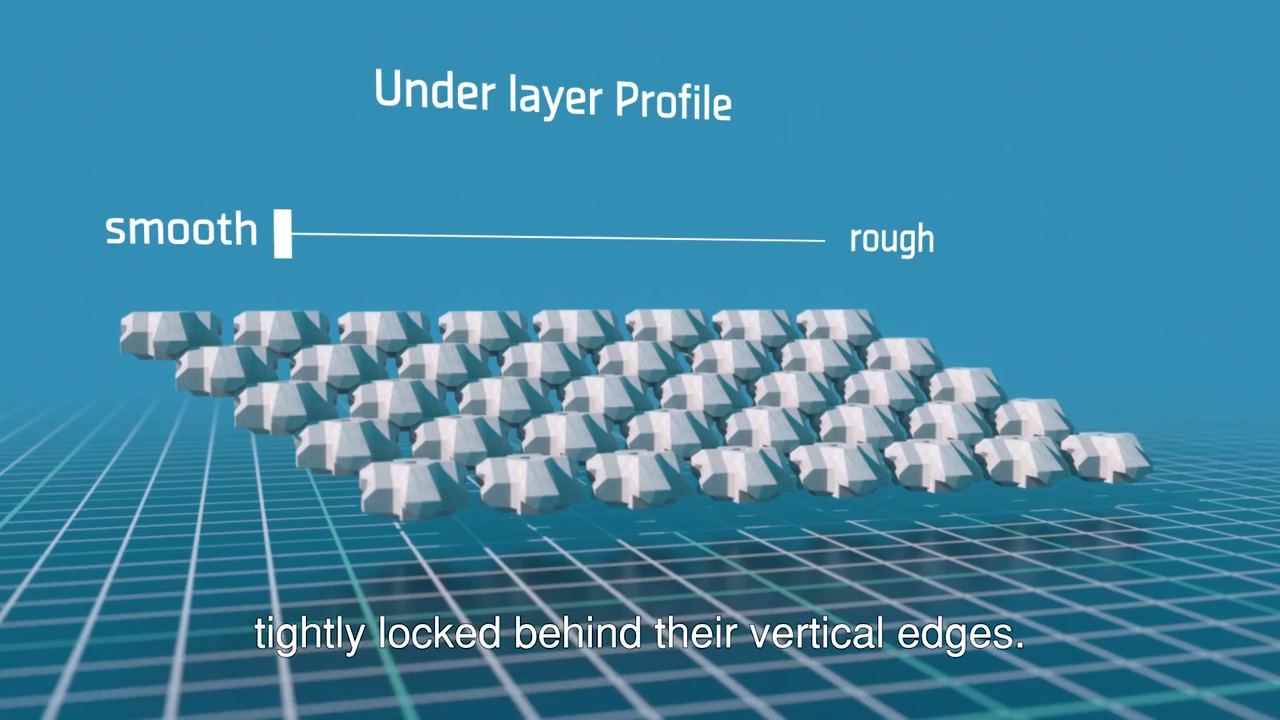 Under layer Profile
smooth
rough
tightly locked behind their vertical edges.